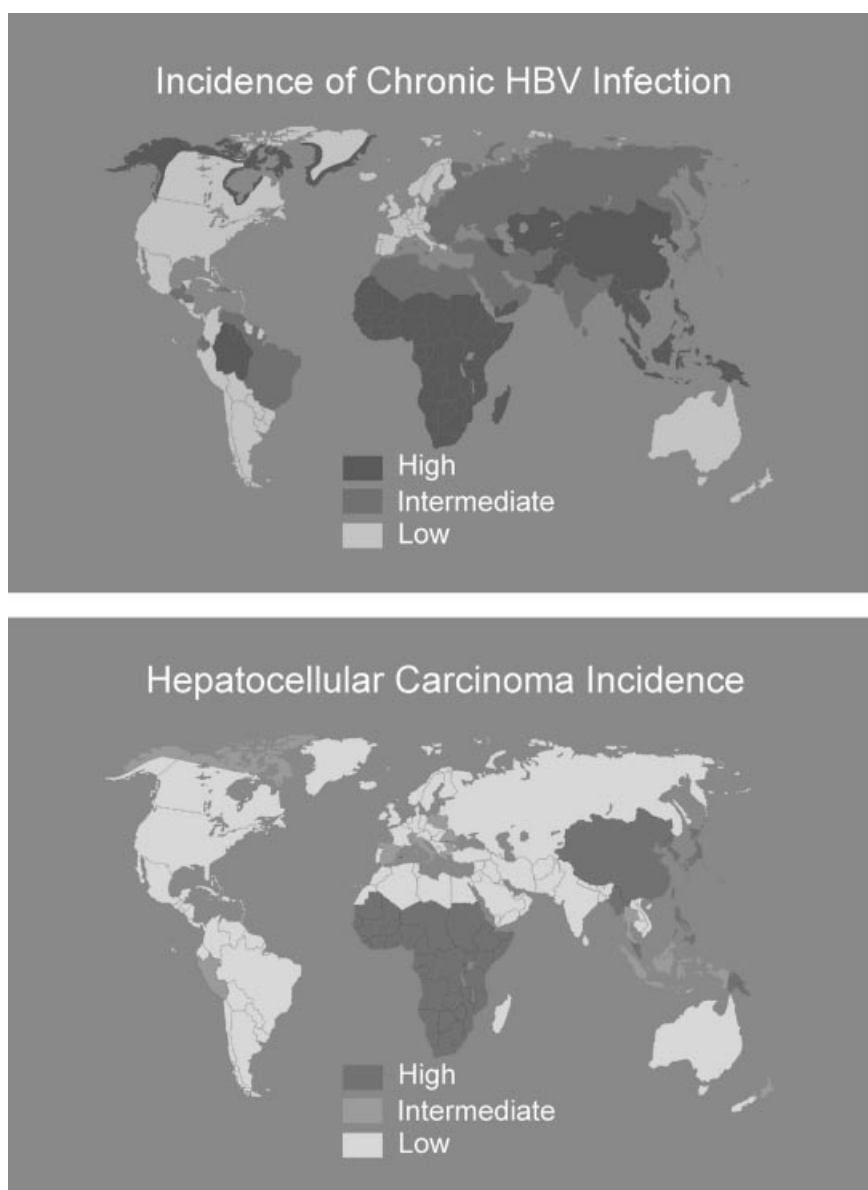 Incidence of Chronic HBV Infection
High
Intermediate
Low
Hepatocellular Carcinoma Incidence
High
Intermediate
Low